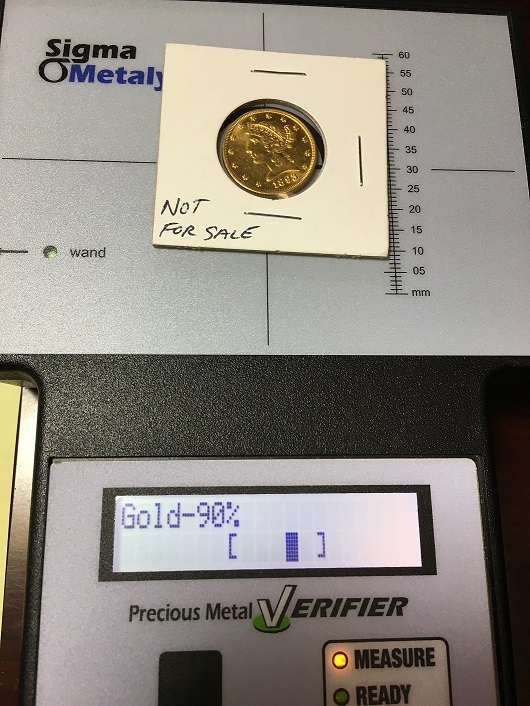 Sigma
Metaly
60
55
50
45
40
35
30
25
20
15
10
05
mm
NOT
FOR SALE
wand
Gold-90%
[ ]
Precious Metal VERIFIER
MEASURE
READY